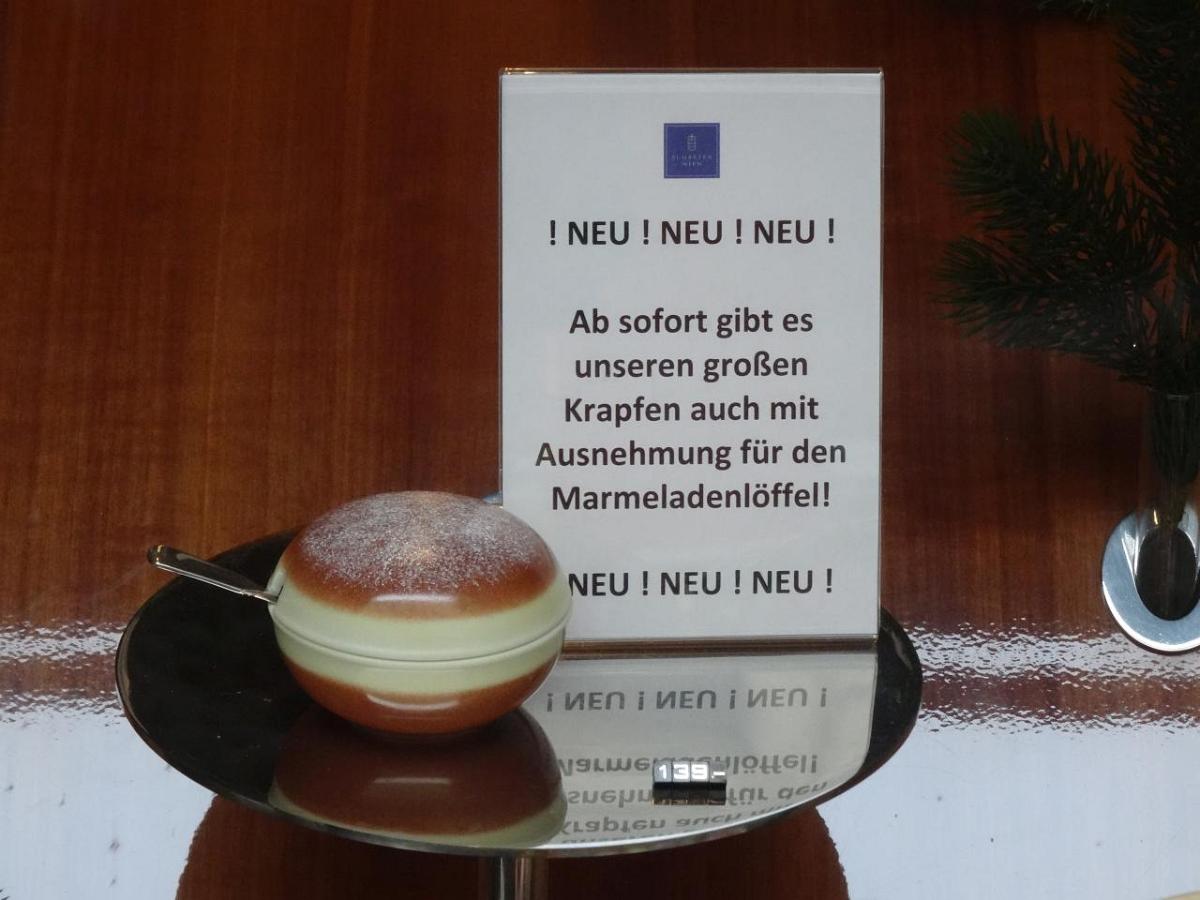 ! NEU ! NEU ! NEU !
Ab sofort gibt es
unseren großen
Krapfen auch mit
Ausnehmung für den
Marmeladenlöffel!
NEU ! NEU ! NEU !
139.-